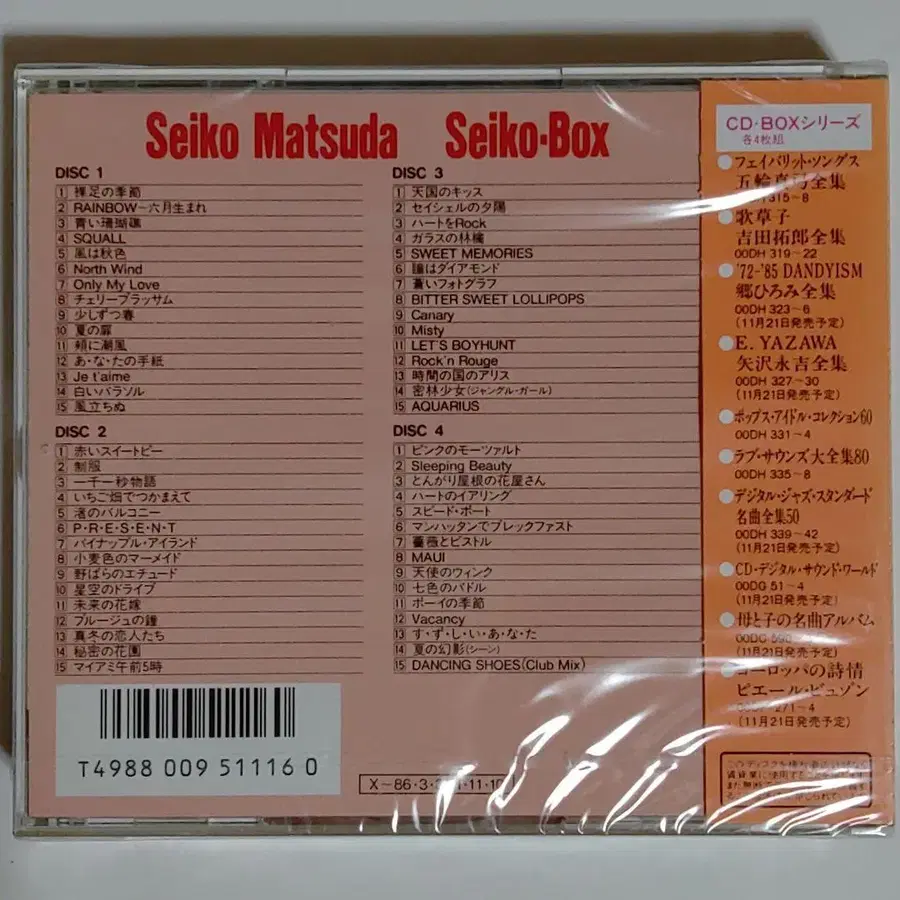 Seiko Matsuda Seiko・Box
DISC 1
1 裸足の季節
2 RAINBOW〜六月生まれ
3 青い珊瑚礁
4 SQUALL
5 風は秋色
6 North Wind
7 Only My Love
8 チェリーブラッサム
9 少しずつ春
10 夏の扉
11 頬に潮風
12 あ・な・たの手紙
13 Je t'aime
14 白いパラソル
15 風立ちぬ
DISC 2
1 赤いスイートピー
2 制服
3 一千一秒物語
4 いちご畑でつかまえて
5 渚のバルコニー
6 P・R・E・S・E・N・T
7 パイナップル・アイランド
8 小麦色のマーメイド
9 野ばらのエチュード
10 星空のドライブ
11 未来の花嫁
12 ブルージュの鐘
13 真冬の恋人たち
14 秘密の花園
15 マイアミ午前5時
DISC 3
1 天国のキッス
2 セイシェルの夕陽
3 ハートをRock
4 ガラスの林檎
5 SWEET MEMORIES
6 瞳はダイアモンド
7 蒼いフォトグラフ
8 BITTER SWEET LOLLIPOPS
9 Canary
10 Misty
11 LET'S BOYHUNT
12 Rock'n Rouge
13 時間の国のアリス
14 密林少女(ジャングル・ガール)
15 AQUARIUS
DISC 4
1 ピンクのモーツァルト
2 Sleeping Beauty
3 とんがり屋根の花屋さん
4 ハートのイアリング
5 スピード・ボート
6 マンハッタンでブレックファスト
7 薔薇とピストル
8 MAUI
9 天使のウィンク
10 七色のパドル
11 ボーイの季節
12 Vacancy
13 す・ず・し・い・あ・な・た
14 夏の幻影(シーン)
15 DANCING SHOES(Club Mix)
T4988 009 51116 0
X〜86・3・
11・10
CD・BOXシリーズ
各4枚組
フェイバリット・ソングス
五輪真弓全集
315〜8
歌草子
吉田拓郎全集
00DH 319〜22
'72〜'85 DANDYISM
郷ひろみ全集
00DH 323〜6
(11月21日発売予定)
E. YAZAWA
矢沢永吉全集
00DH 327〜30
(11月21日発売予定)
ポップス・アイドル・コレクション60
00DH 331〜4
ラブ・サウンズ大全集80
00DH 335〜8
デジタル・ジャズ・スタンダード
名曲全集50
00DH 339〜42
(11月21日発売予定)
CD・デジタル・サウンド・ワールド
00DG 51〜4
(11月21日発売予定)
母と子の名曲アルバム
(11月21日発売予定)
ヨーロッパの詩情
ピエール・ビュゾン
271〜4
(11月21日発売予定)